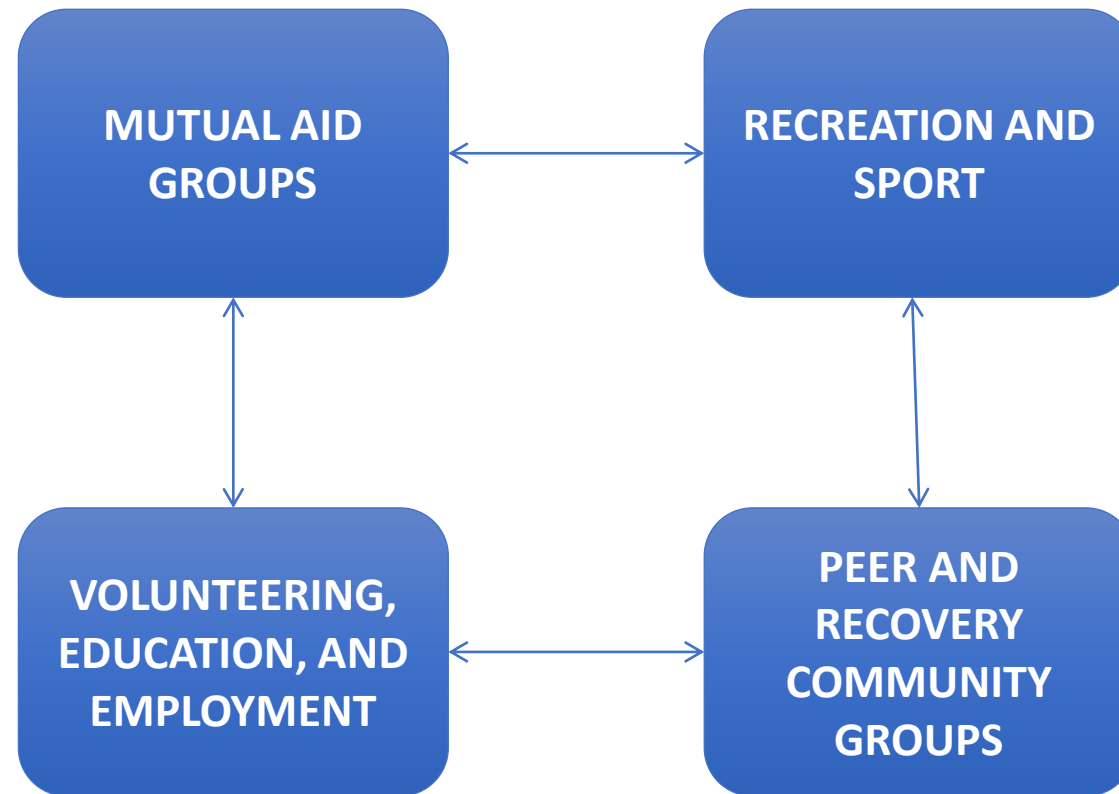 MUTUAL AID
GROUPS
RECREATION AND
SPORT
VOLUNTEERING,
EDUCATION, AND
EMPLOYMENT
PEER AND
RECOVERY
COMMUNITY
GROUPS